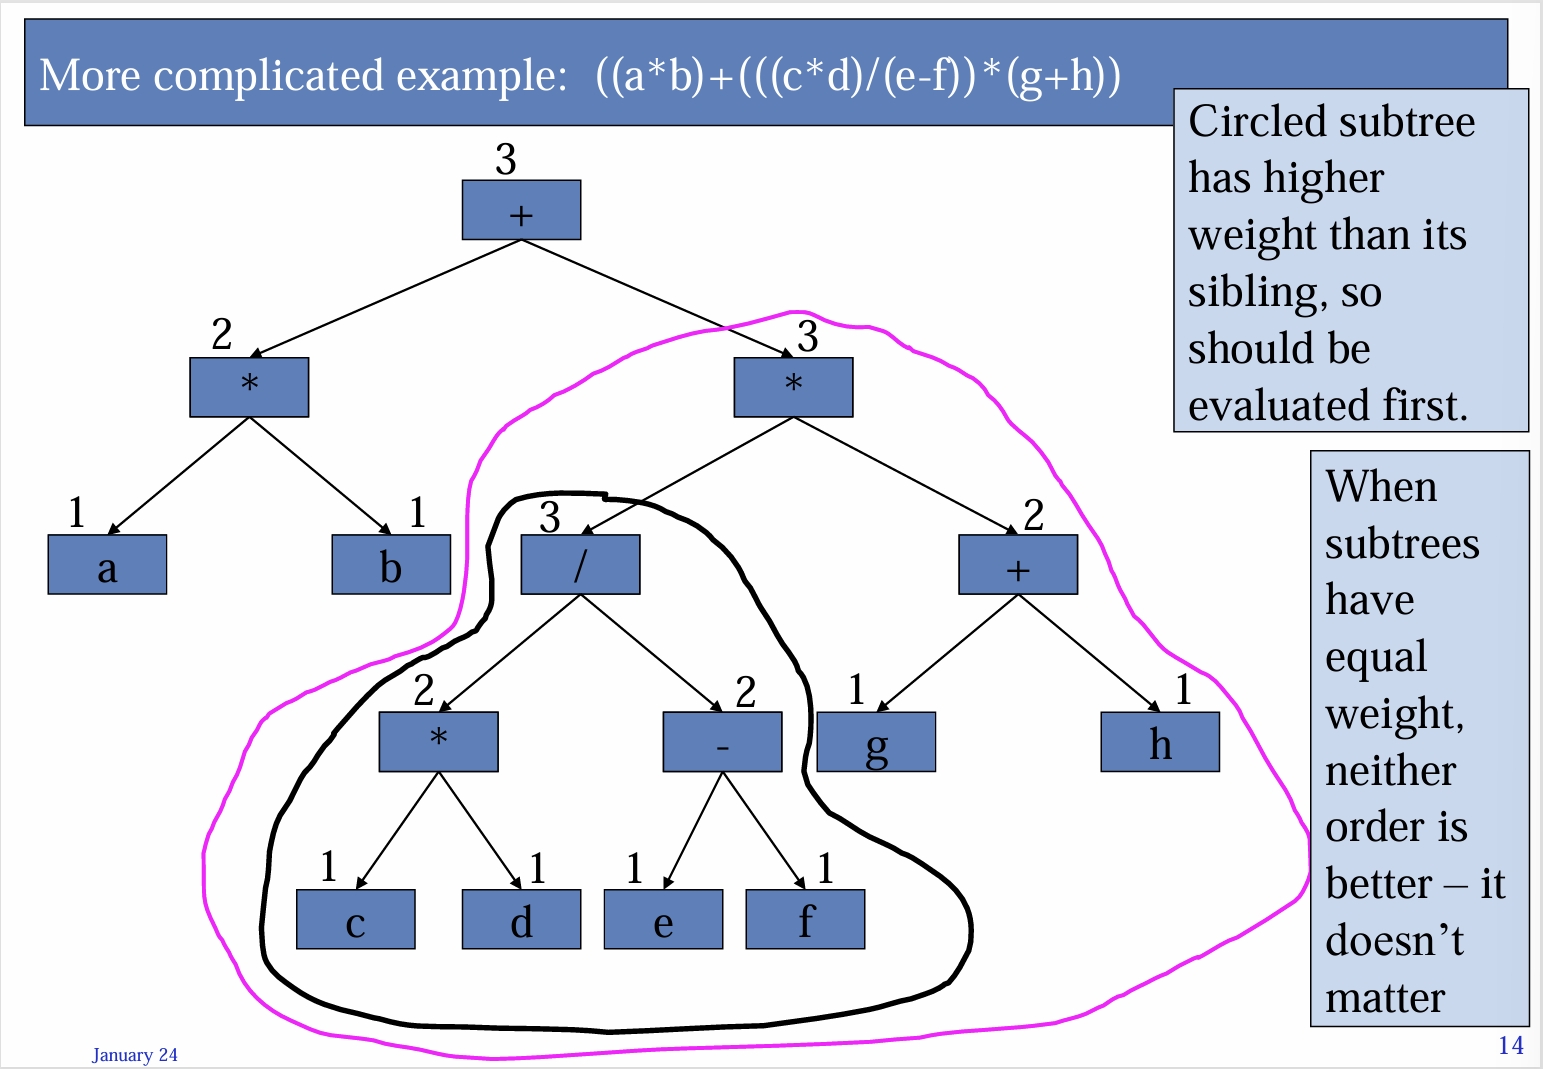 More complicated example:  ((a*b)+(((c*d)/(e-f))*(g+h))
Circled subtree
has higher
weight than its
sibling, so
should be
evaluated first.
When
subtrees
have
equal
weight,
neither
order is
better – it
doesn't
matter
3
+
2
*
3
*
1
a
1
b
3
/
2
+
2
*
2
-
1
g
1
h
1
c
1
d
1
e
1
f
January 24
14